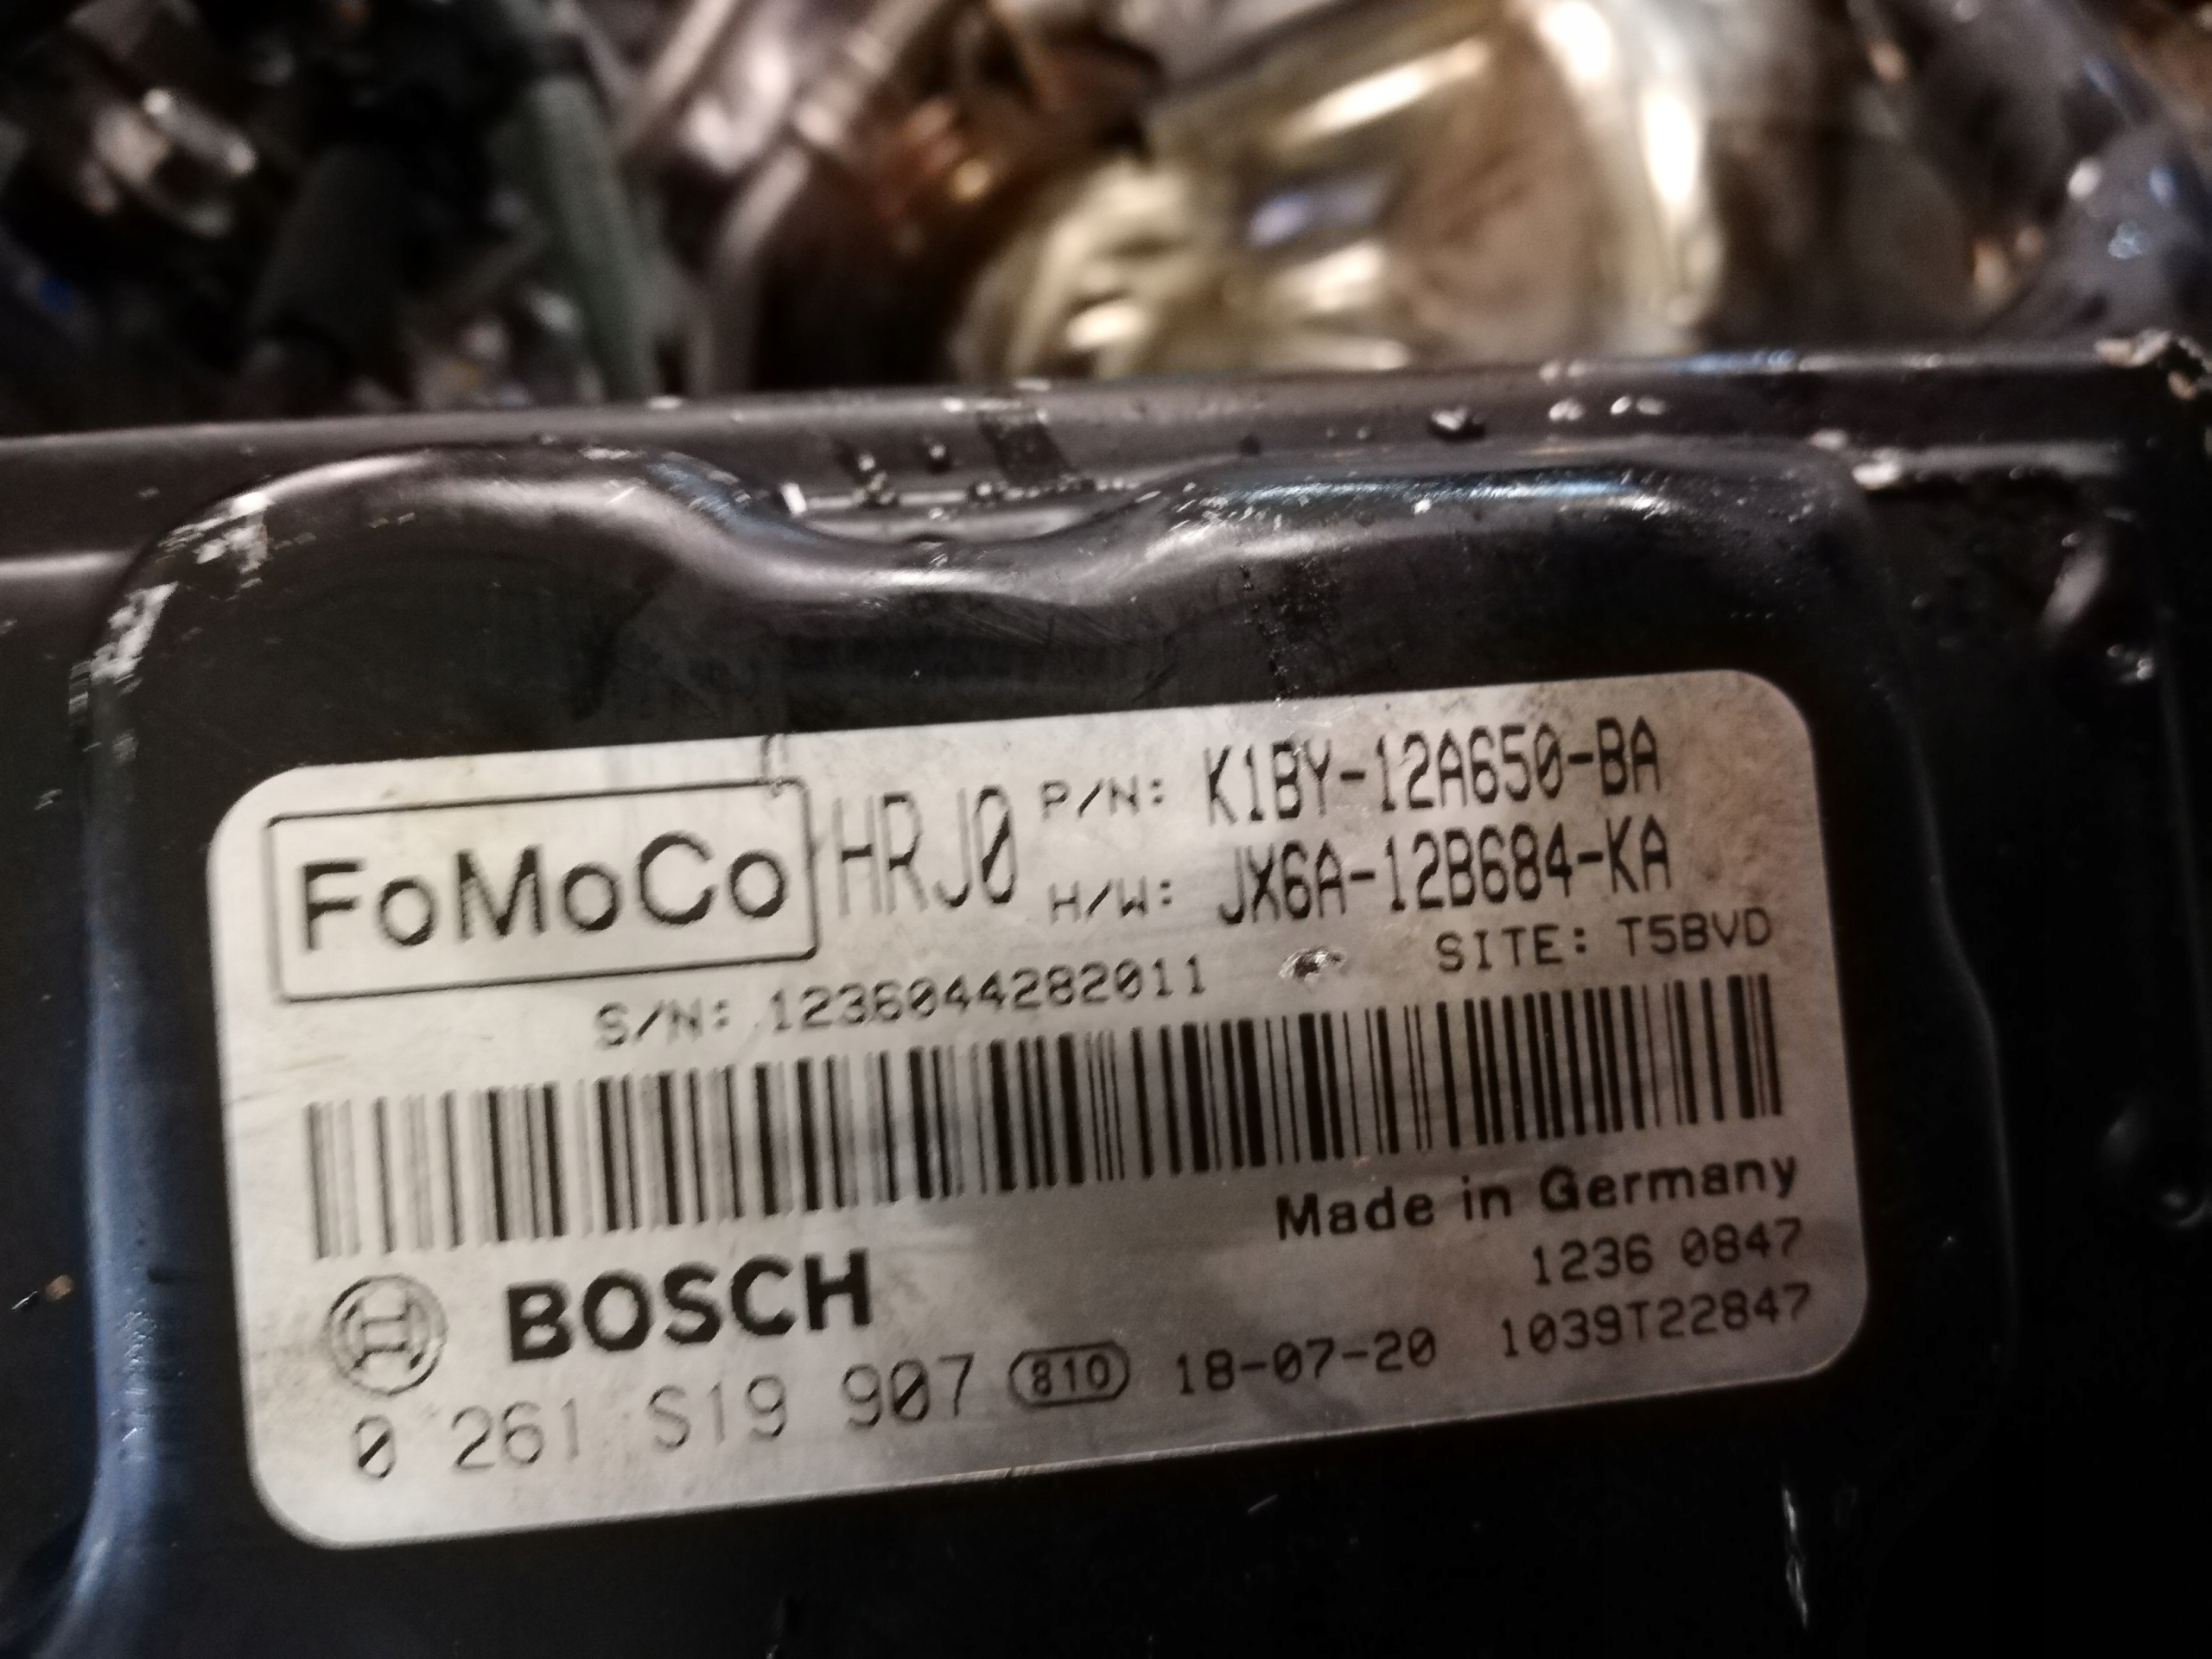 FoMoCo HRJ0 P/N: K1BY-12A650-BA
H/W: JX6A-12B684-KA
S/N: 1236044282011 SITE: T5BVD
Made in Germany
BOSCH 1236 0847
0 261 S19 907 810 18-07-20 1039T22847